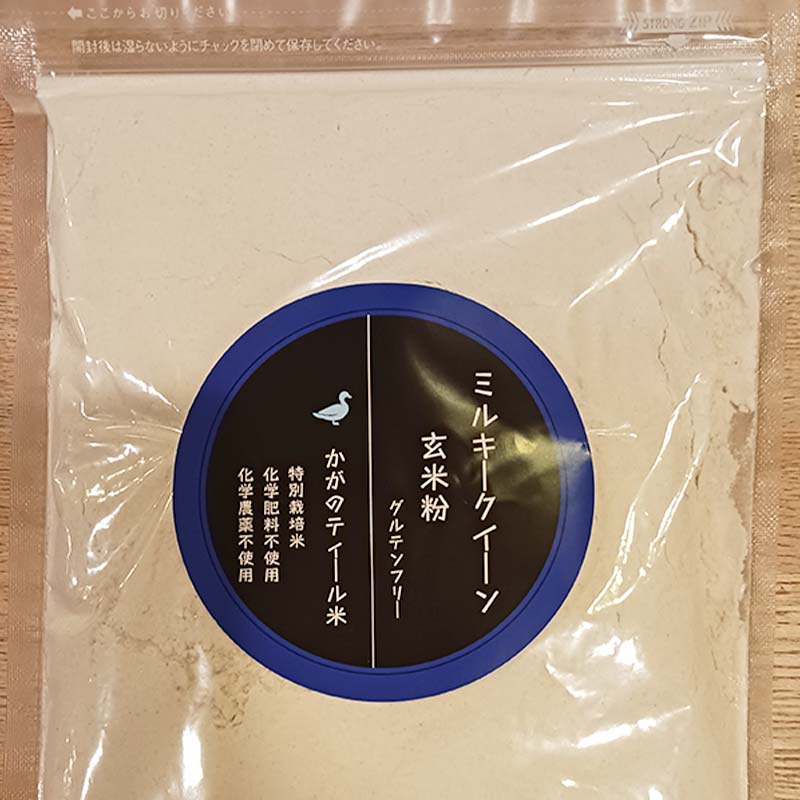 ここからお切りください
STRONG ZIP
開封後は湿らないようにチャックを閉めて保存してください。
ミルキークイーン
玄米粉
グルテンフリー
かがのティール米
特別栽培米
化学肥料不使用
化学農薬不使用